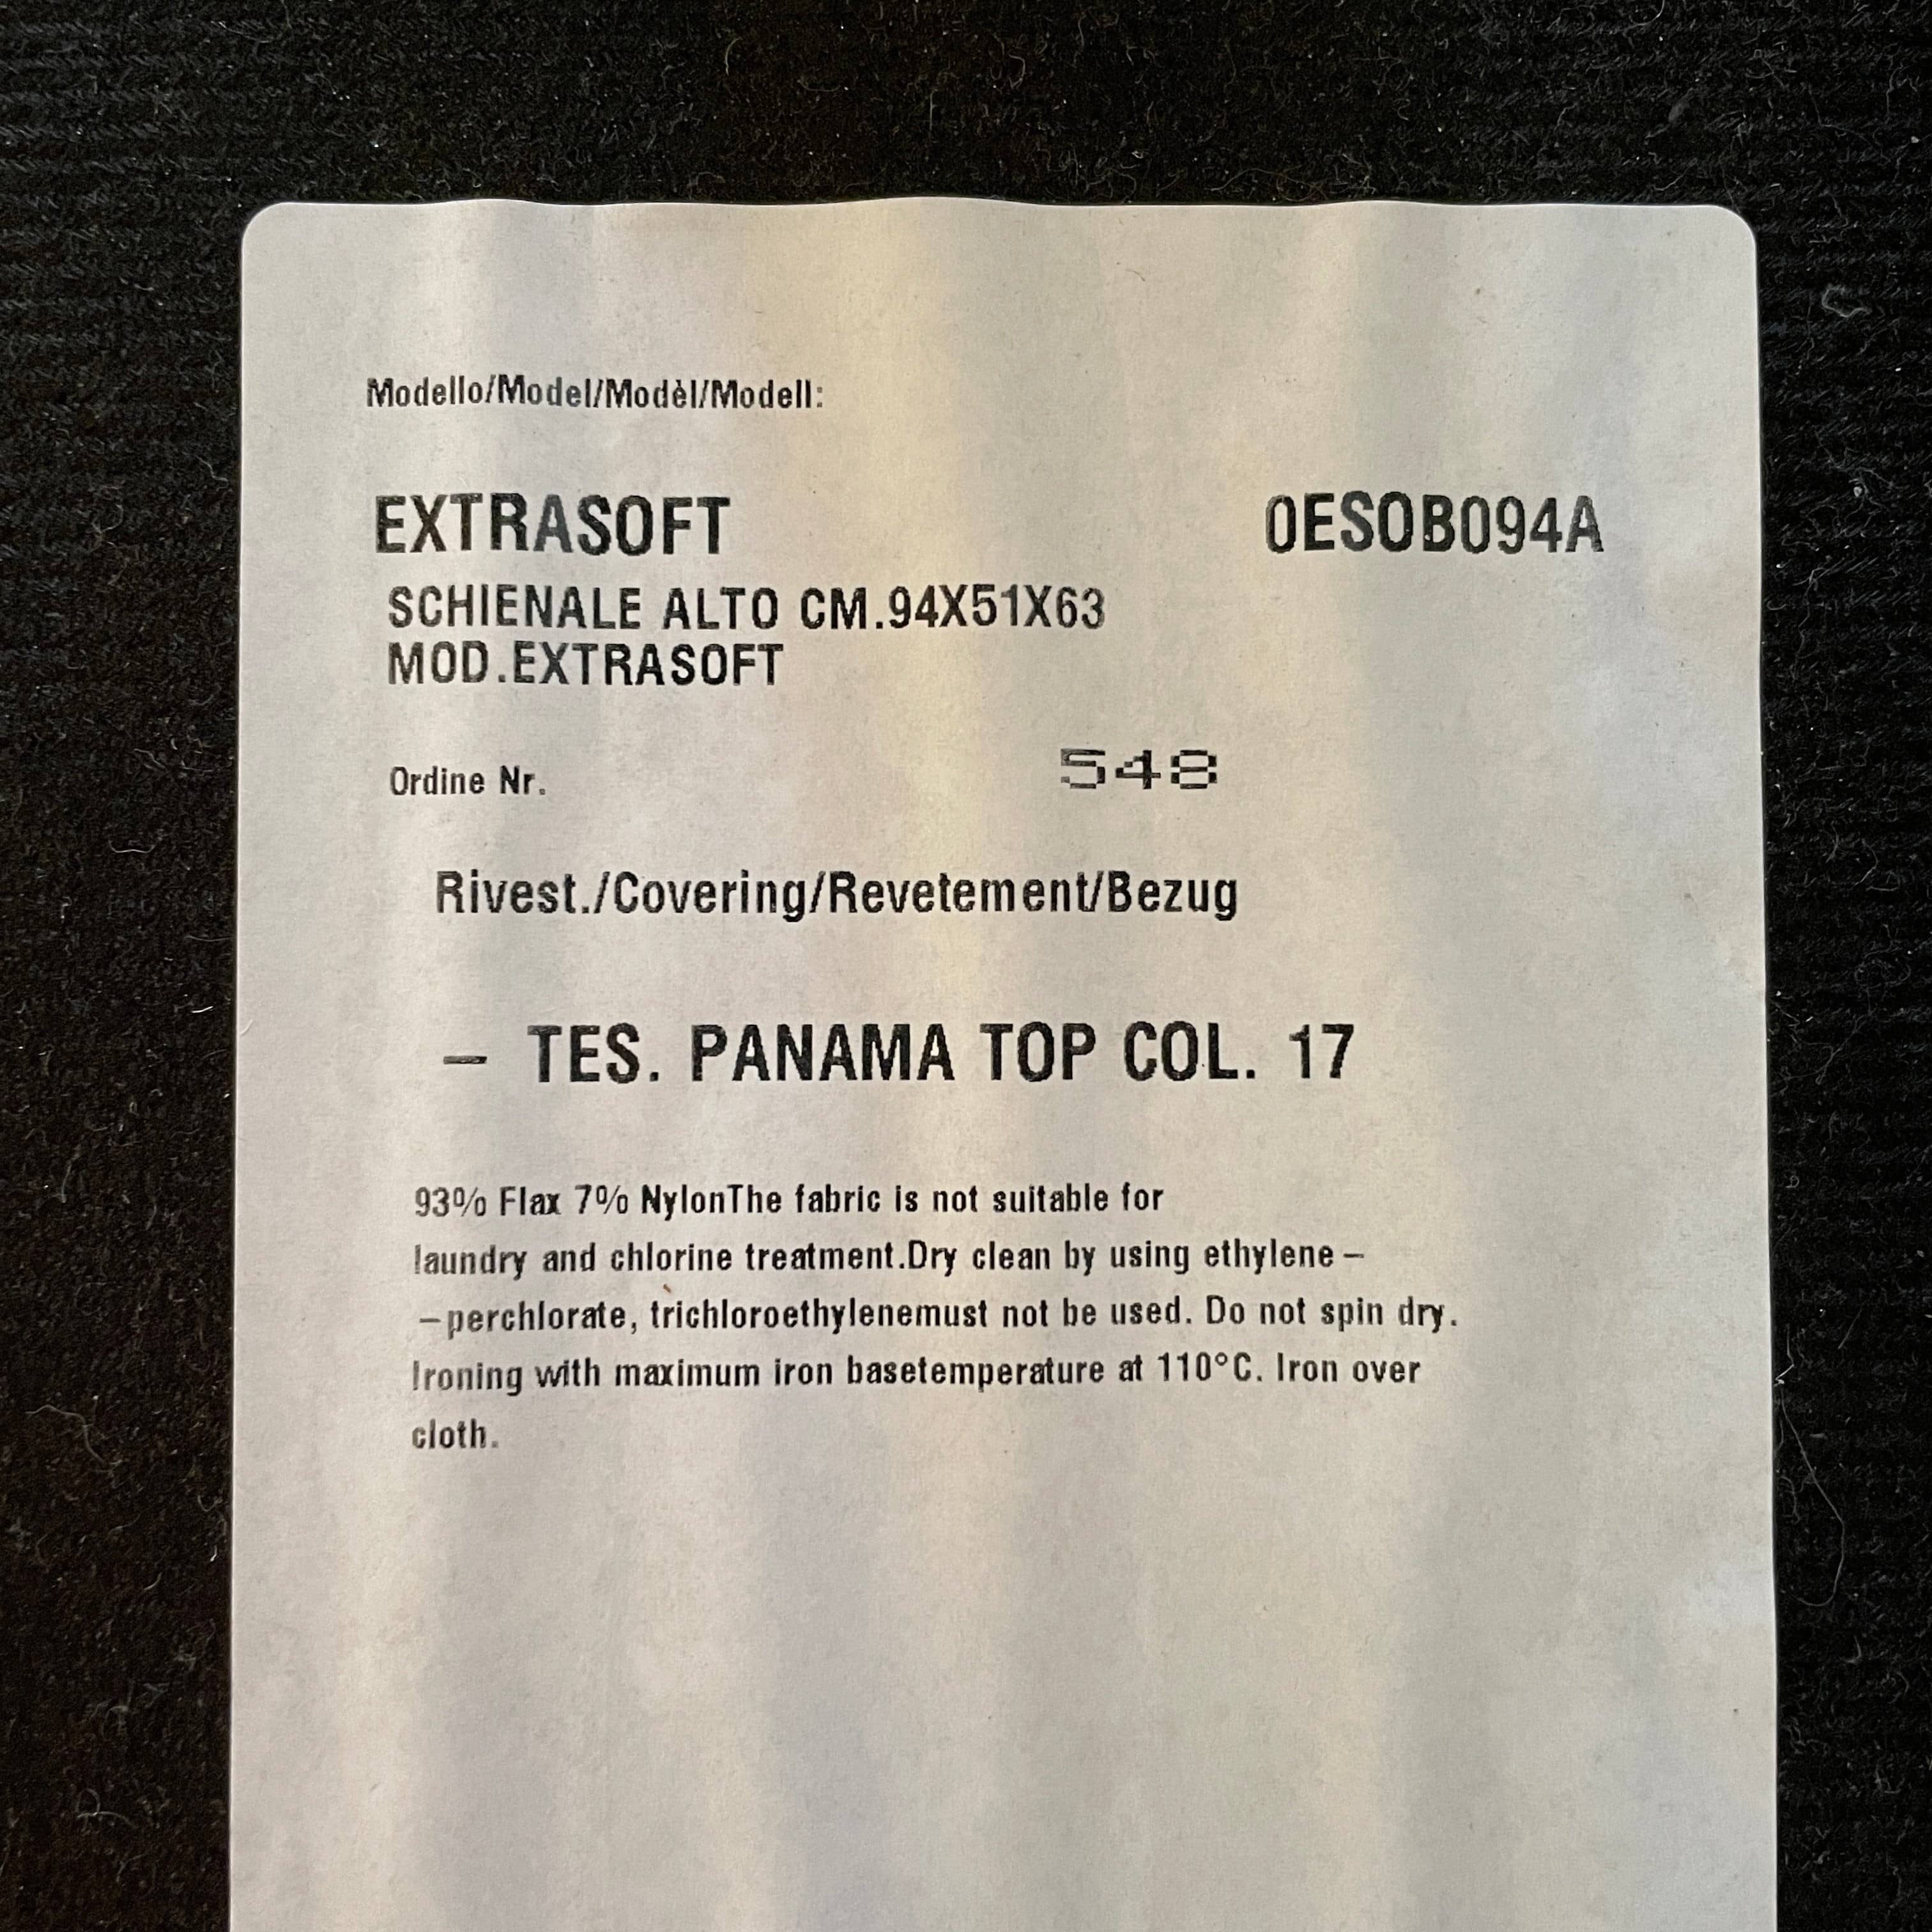 Modello/Model/Modèl/Modell:
EXTRASOFT 0ESOB094A
SCHIENALE ALTO CM.94X51X63
MOD.EXTRASOFT
Ordine Nr. 548
Rivest./Covering/Revetement/Bezug
– TES. PANAMA TOP COL. 17
93% Flax 7% NylonThe fabric is not suitable for
laundry and chlorine treatment.Dry clean by using ethylene–
–perchlorate, trichloroethylenemust not be used. Do not spin dry.
Ironing with maximum iron basetemperature at 110°C. Iron over
cloth.